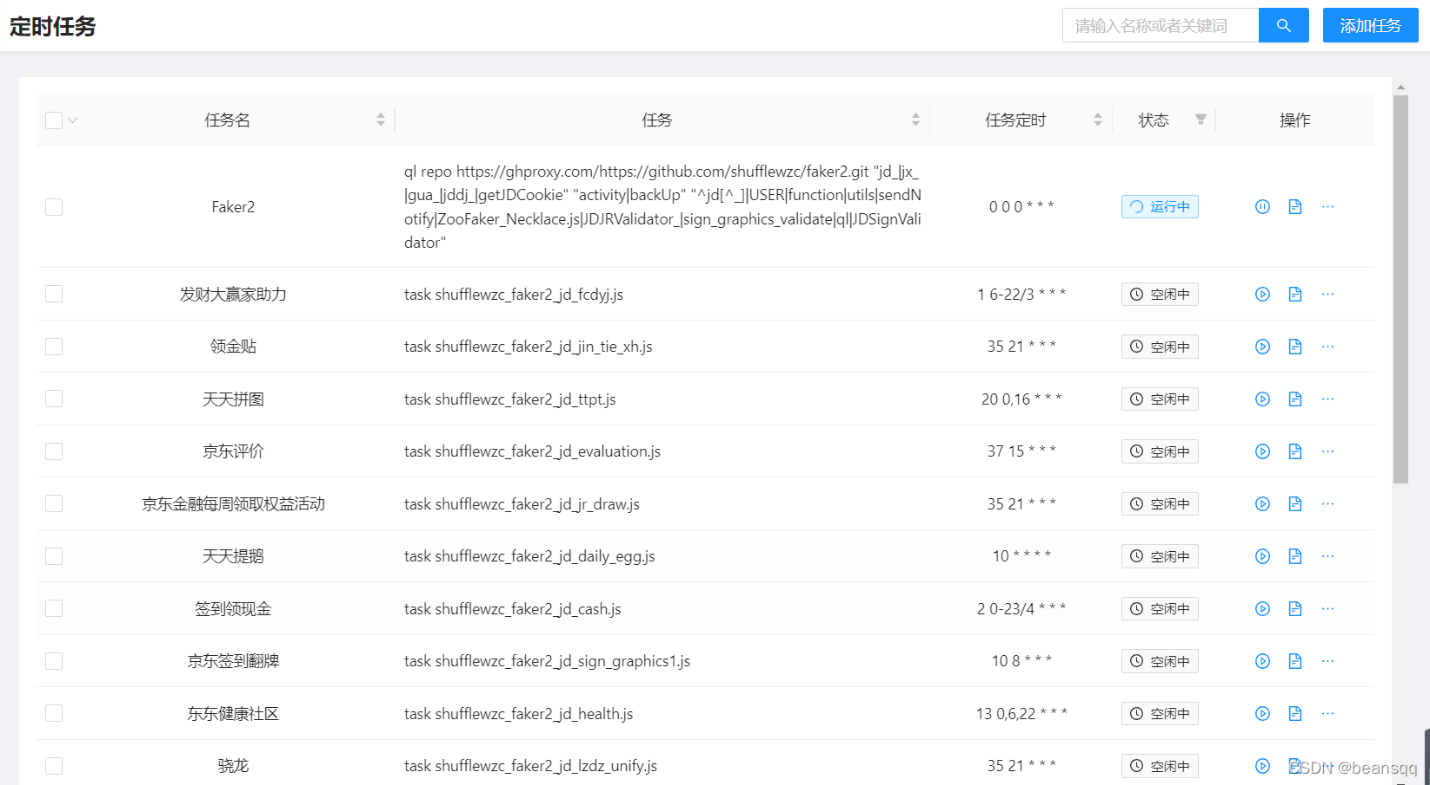 定时任务
请输入名称或者关键词
添加任务
任务名 任务 任务定时 状态 操作
Faker2
ql repo https://ghproxy.com/https://github.com/shufflewzc/faker2.git "jd_|jx_
|gua_|jddj_|getJDCookie" "activity|backUp" "^jd[^_]|USER|function|utils|sendN
otify|ZooFaker_Necklace.js|JDJRValidator_|sign_graphics_validate|ql|JDSignVali
dator"
0 0 0 * * *
运行中
发财大赢家助力 task shufflewzc_faker2_jd_fcdyj.js 1 6-22/3 * * * 空闲中
领金贴 task shufflewzc_faker2_jd_jin_tie_xh.js 35 21 * * * 空闲中
天天拼图 task shufflewzc_faker2_jd_ttpt.js 20 0,16 * * * 空闲中
京东评价 task shufflewzc_faker2_jd_evaluation.js 37 15 * * * 空闲中
京东金融每周领取权益活动 task shufflewzc_faker2_jd_jr_draw.js 35 21 * * * 空闲中
天天提鹅 task shufflewzc_faker2_jd_daily_egg.js 10 * * * * 空闲中
签到领现金 task shufflewzc_faker2_jd_cash.js 2 0-23/4 * * * 空闲中
京东签到翻牌 task shufflewzc_faker2_jd_sign_graphics1.js 10 8 * * * 空闲中
东东健康社区 task shufflewzc_faker2_jd_health.js 13 0,6,22 * * * 空闲中
骁龙 task shufflewzc_faker2_jd_lzdz_unify.js 35 21 * * * 空闲中
CSDN @beansqq